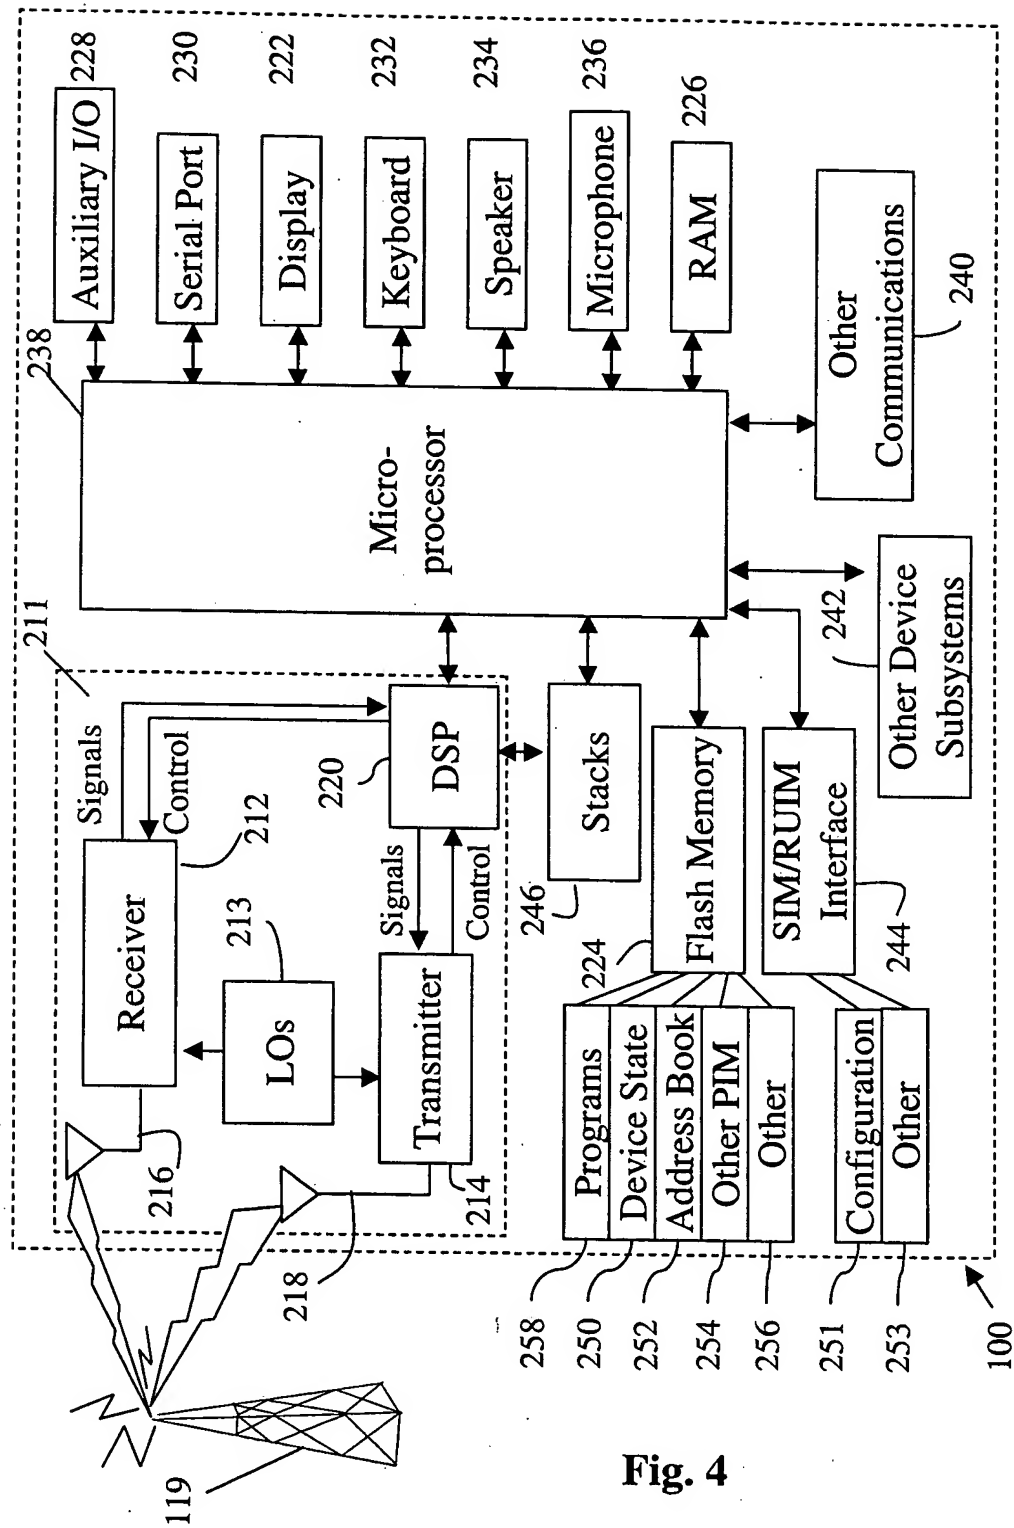 211
238
228
Auxiliary I/O
230
Serial Port
222
Display
232
Keyboard
234
Speaker
236
Microphone
226
RAM
Micro-
processor
Other
Communications
240
Other Device
Subsystems
242
Signals
Control
Receiver
212
216
LOs
213
Signals
Control
DSP
220
Transmitter
214
218
119
Stacks
246
Flash Memory
224
SIM/RUIM
Interface
244
258
Programs
250
Device State
252
Address Book
254
Other PIM
256
Other
251
Configuration
253
Other
100
Fig. 4